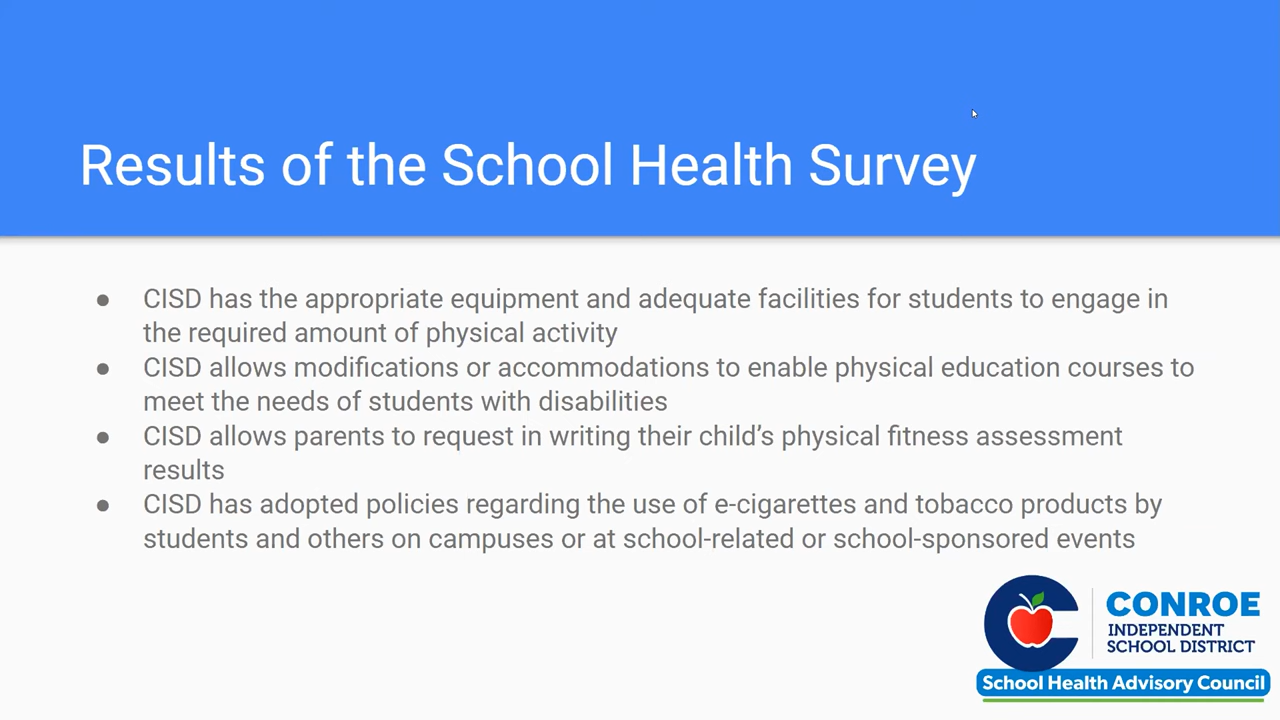 Results of the School Health Survey
● CISD has the appropriate equipment and adequate facilities for students to engage in
the required amount of physical activity
● CISD allows modifications or accommodations to enable physical education courses to
meet the needs of students with disabilities
● CISD allows parents to request in writing their child’s physical fitness assessment
results
● CISD has adopted policies regarding the use of e-cigarettes and tobacco products by
students and others on campuses or at school-related or school-sponsored events
CONROE
INDEPENDENT
SCHOOL DISTRICT
School Health Advisory Council